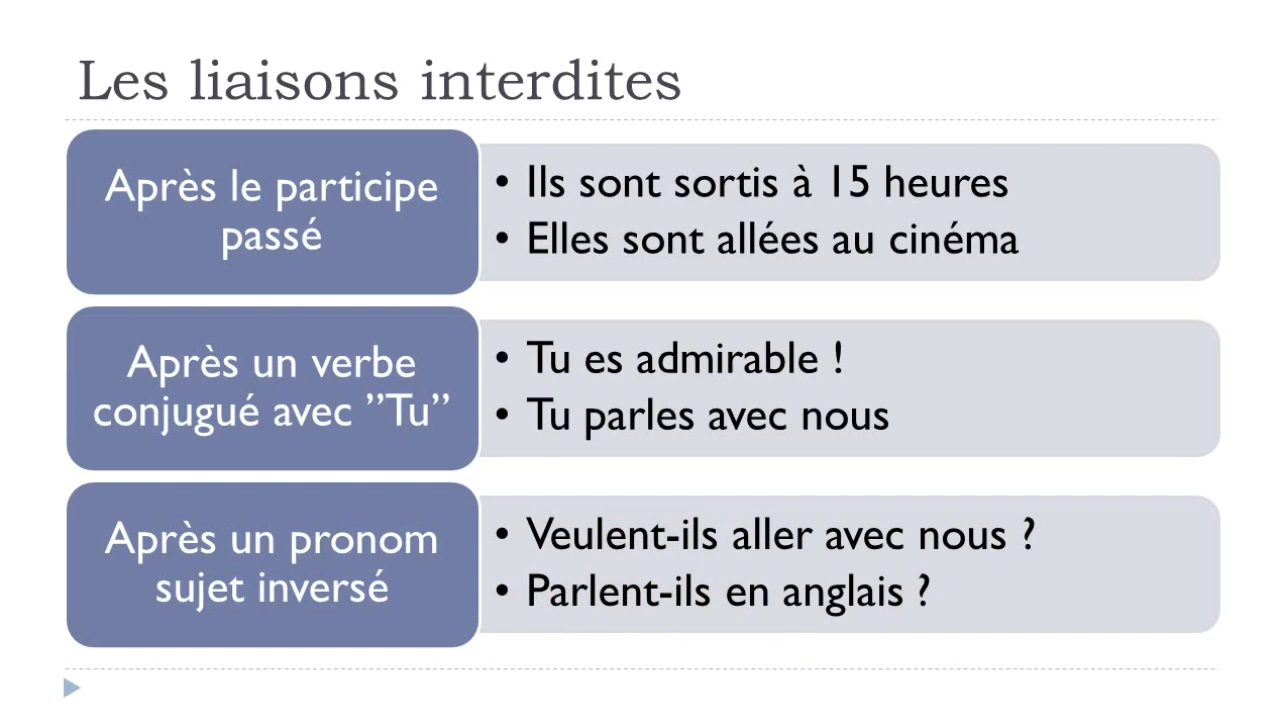 Les liaisons interdites
Après le participe
passé
• Ils sont sortis à 15 heures
• Elles sont allées au cinéma
Après un verbe
conjugué avec ”Tu”
• Tu es admirable !
• Tu parles avec nous
Après un pronom
sujet inversé
• Veulent-ils aller avec nous ?
• Parlent-ils en anglais ?